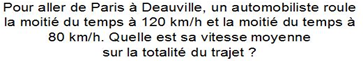 Pour aller de Paris à Deauville, un automobiliste roule
la moitié du temps à 120 km/h et la moitié du temps à
80 km/h. Quelle est sa vitesse moyenne
sur la totalité du trajet ?